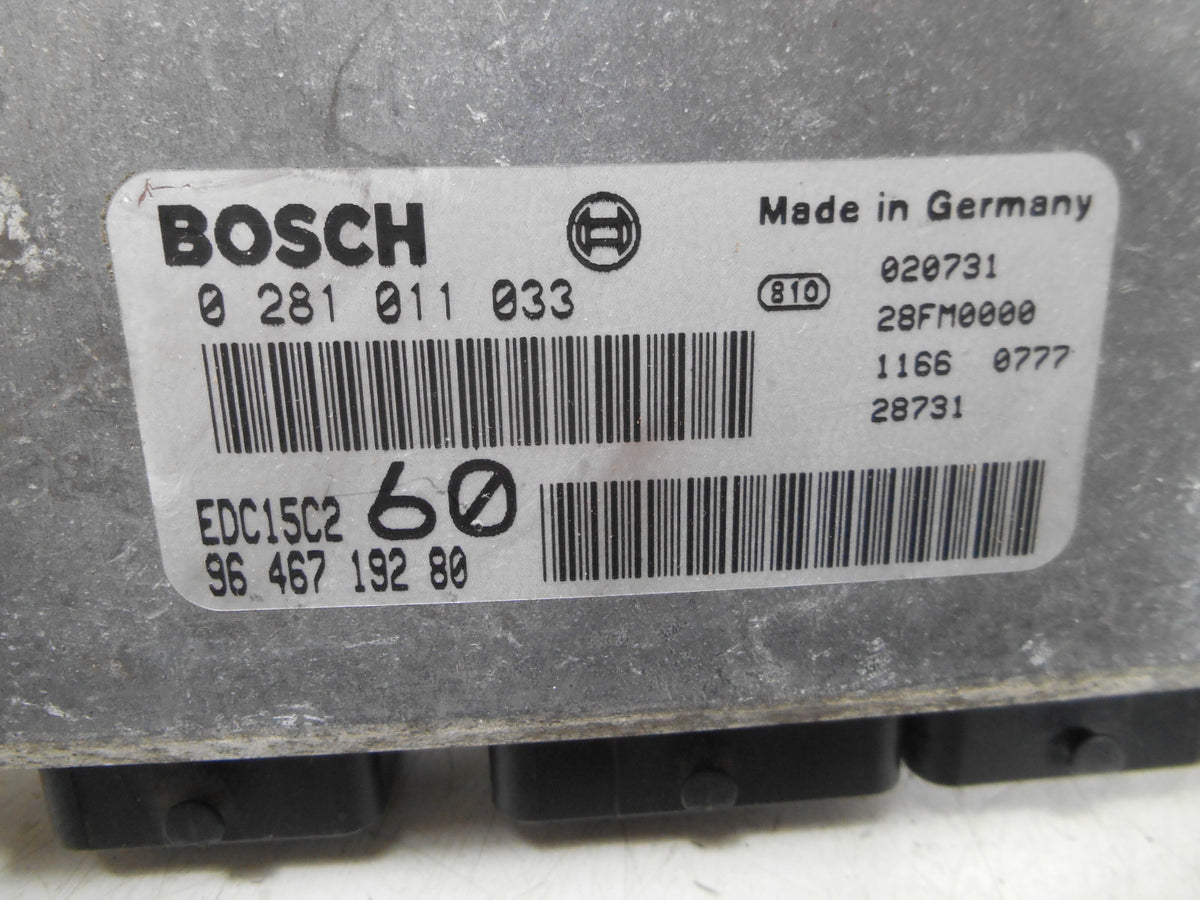 BOSCH
Made in Germany
0 281 011 033
810
020731
28FM0000
1166 0777
28731
EDC15C2 60
96 467 192 80